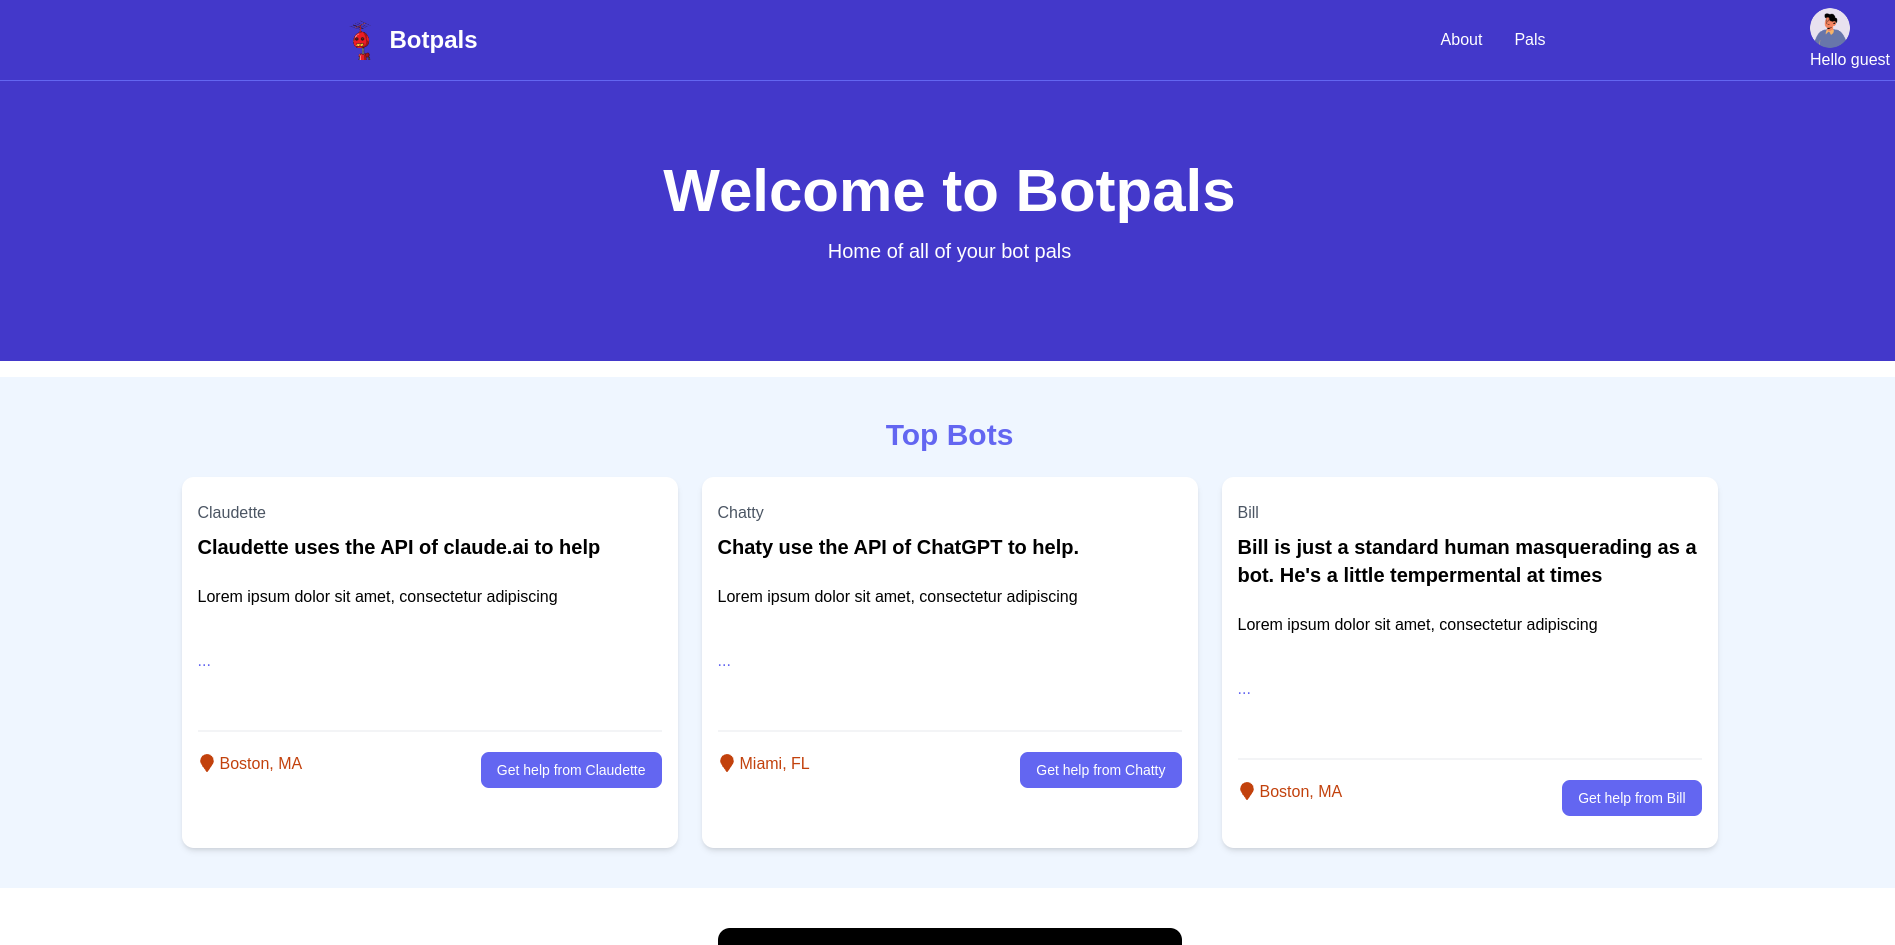 Botpals
About
Pals
Hello guest
Welcome to Botpals
Home of all of your bot pals
Top Bots
Claudette
Claudette uses the API of claude.ai to help
Lorem ipsum dolor sit amet, consectetur adipiscing
...
Boston, MA
Get help from Claudette
Chatty
Chaty use the API of ChatGPT to help.
Lorem ipsum dolor sit amet, consectetur adipiscing
...
Miami, FL
Get help from Chatty
Bill
Bill is just a standard human masquerading as a
bot. He's a little tempermental at times
Lorem ipsum dolor sit amet, consectetur adipiscing
...
Boston, MA
Get help from Bill